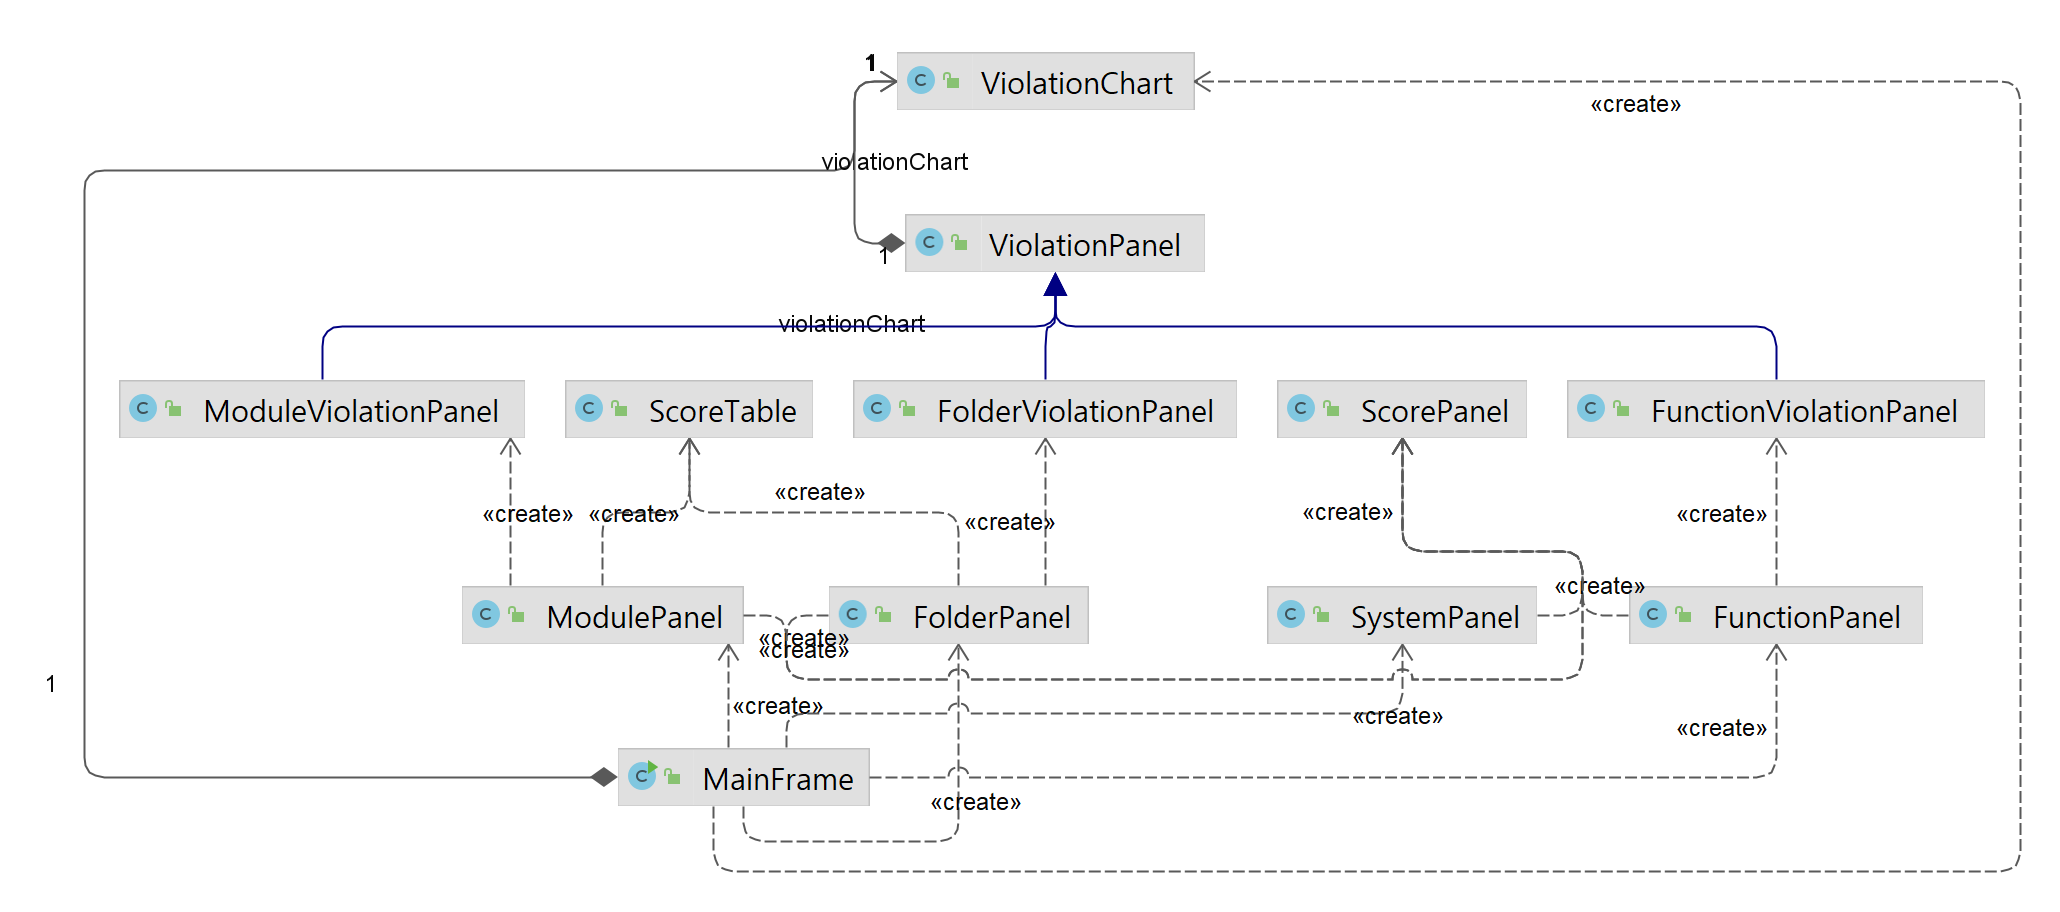 1
C ViolationChart
«create»
violationChart
C ViolationPanel
1
violationChart
C ModuleViolationPanel
C ScoreTable
C FolderViolationPanel
C ScorePanel
C FunctionViolationPanel
«create»
«create»
«create»
«create»
«create»
«create»
«create»
C ModulePanel
C FolderPanel
C SystemPanel
C FunctionPanel
«create»
«create»
1
«create»
«create»
«create»
C MainFrame
«create»